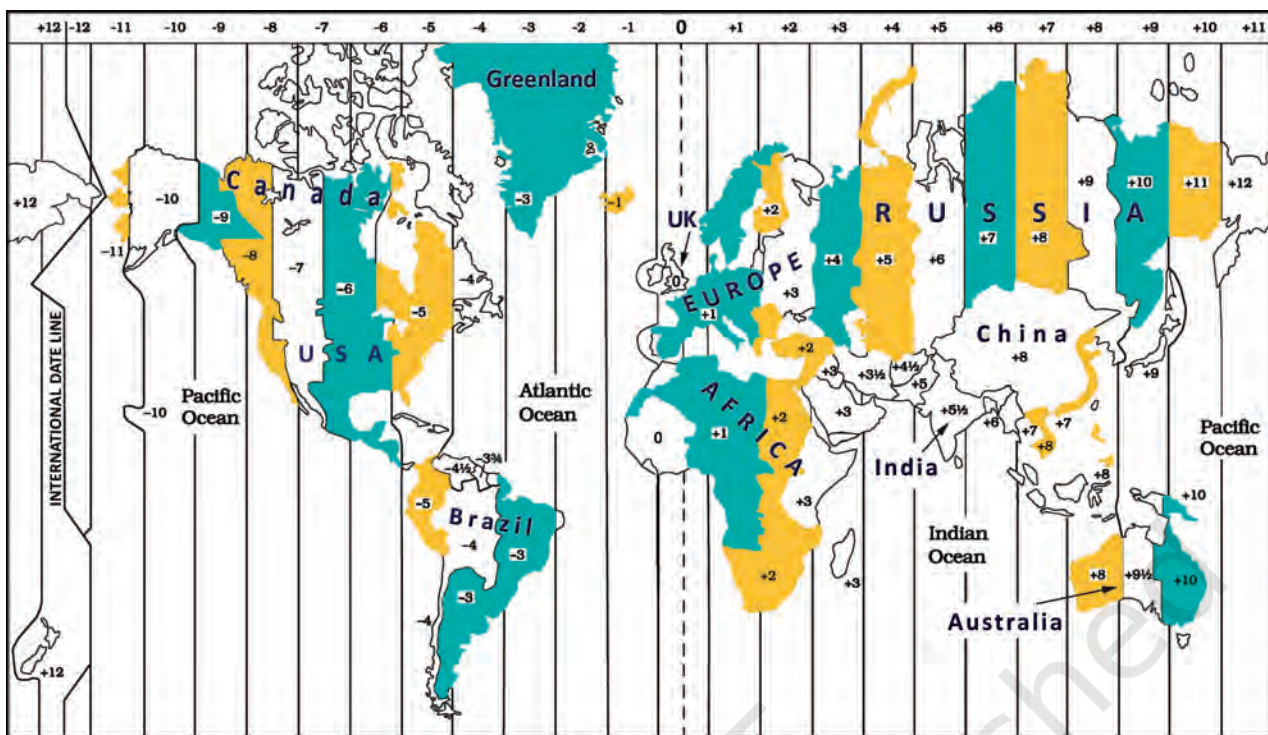 +12 -12 -11 -10 -9 -8 -7 -6 -5 -4 -3 -2 -1 0 +1 +2 +3 +4 +5 +6 +7 +8 +9 +10 +11
Greenland
Canada
RUSSIA
+12
-10
-9
-3
-1
UK
+2
+9
+10
+11
+12
-11
-8
-7
-6
-5
-4
0
EUROPE
+1
+3
+4
+5
+6
+7
+8
USA
China
+8
+2
+3
+3½
+4½
+5
+9
INTERNATIONAL DATE LINE
-10
Pacific
Ocean
Atlantic
Ocean
AFRICA
0
+1
+2
+3
+5½
+6
+7
+8
+7
India
Pacific
Ocean
-4½
-3¾
-5
Brazil
-4
-3
+3
+8
+10
Indian
Ocean
-3
-4
+2
+3
+8
+9½
+10
Australia
+12
shed